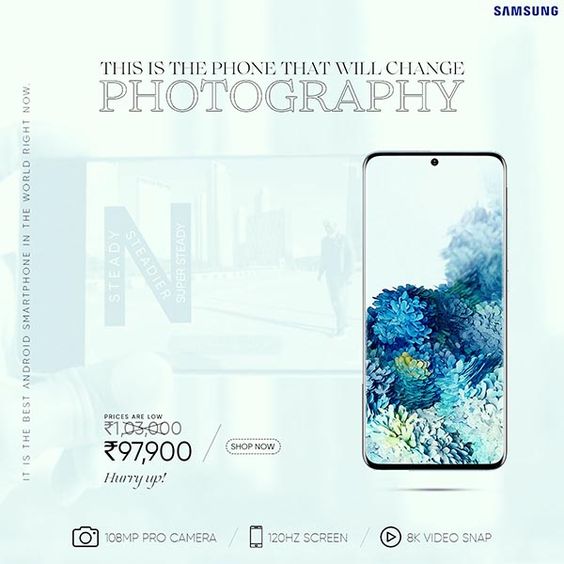 SAMSUNG
THIS IS THE PHONE THAT WILL CHANGE
PHOTOGRAPHY
IT IS THE BEST ANDROID SMARTPHONE IN THE WORLD RIGHT NOW.
STEADY
STEADIER
SUPER STEADY
PRICES ARE LOW
₹1,03,000
₹97,900
SHOP NOW
Hurry up!
108MP PRO CAMERA
120HZ SCREEN
8K VIDEO SNAP